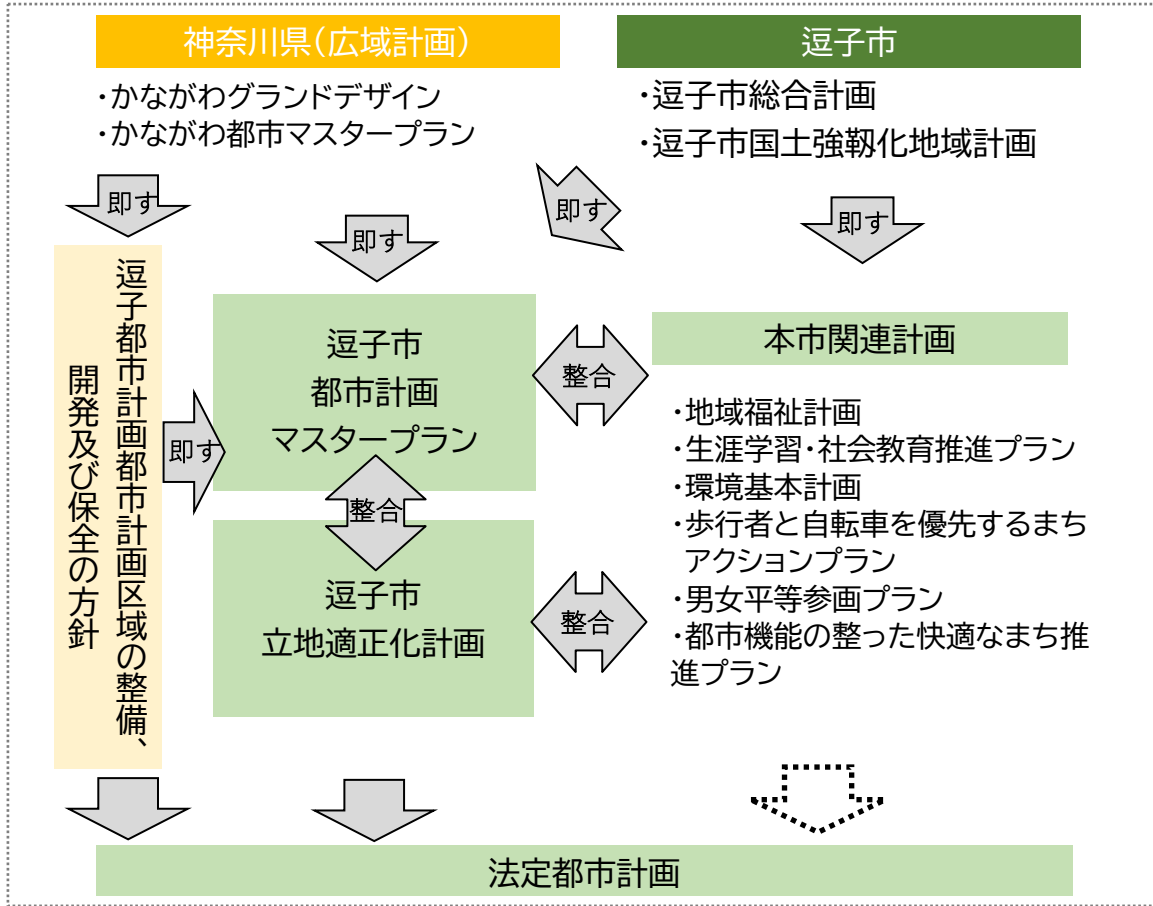 神奈川県(広域計画)
・かながわグランドデザイン
・かながわ都市マスタープラン
逗子市
・逗子市総合計画
・逗子市国土強靱化地域計画
即す
即す
即す
即す
逗子都市計画都市計画区域の整備、
開発及び保全の方針
即す
逗子市
都市計画
マスタープラン
整合
逗子市
立地適正化計画
整合
整合
本市関連計画
・地域福祉計画
・生涯学習・社会教育推進プラン
・環境基本計画
・歩行者と自転車を優先するまち
アクションプラン
・男女平等参画プラン
・都市機能の整った快適なまち推
進プラン
法定都市計画